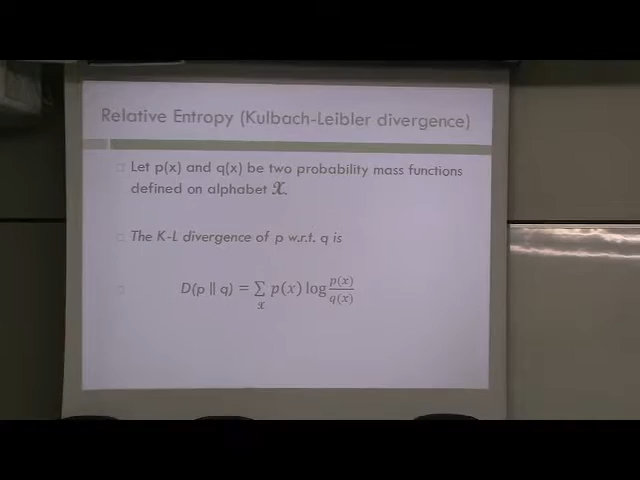 Relative Entropy (Kulbach-Leibler divergence)
Let p(x) and q(x) be two probability mass functions
defined on alphabet 𝒳.
The K-L divergence of p w.r.t. q is
D(p || q) = ∑_𝒳 p(x) log p(x)/q(x)